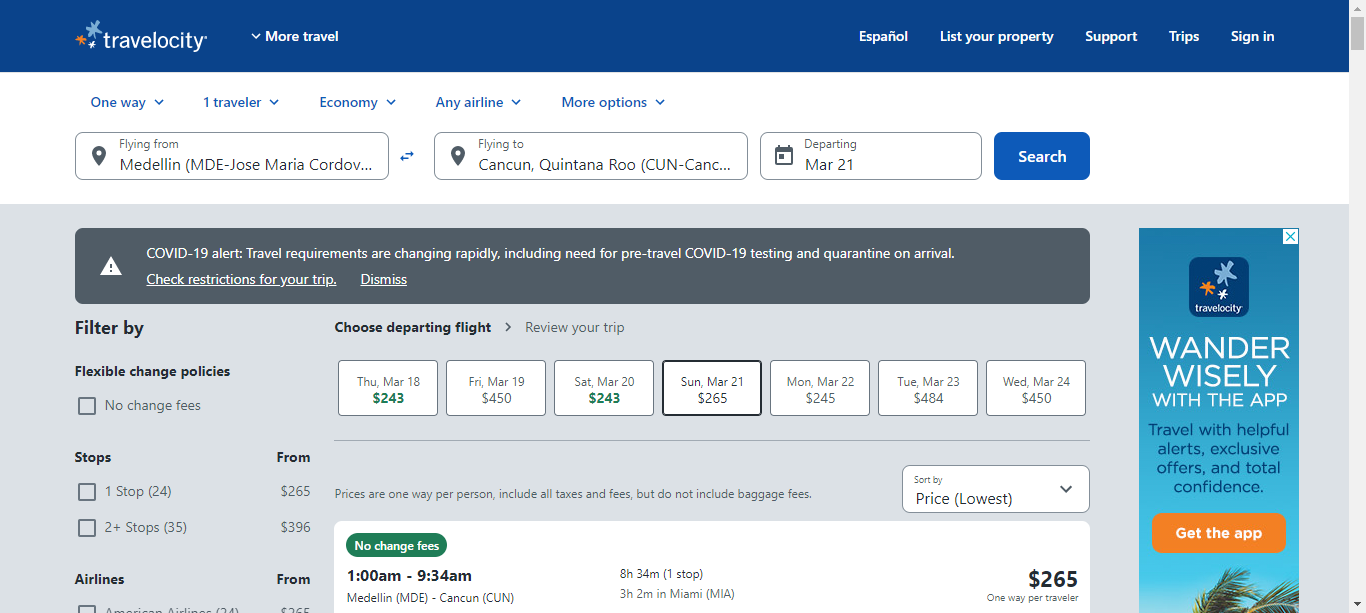 travelocity
More travel
Español
List your property
Support
Trips
Sign in
One way
1 traveler
Economy
Any airline
More options
Flying from
Medellin (MDE-Jose Maria Cordov...
Flying to
Cancun, Quintana Roo (CUN-Canc...
Departing
Mar 21
Search
COVID-19 alert: Travel requirements are changing rapidly, including need for pre-travel COVID-19 testing and quarantine on arrival.
Check restrictions for your trip. Dismiss
Filter by
Flexible change policies
No change fees
Stops From
1 Stop (24) $265
2+ Stops (35) $396
Airlines From
American Airlines (24) $265
Choose departing flight > Review your trip
Thu, Mar 18
$243
Fri, Mar 19
$450
Sat, Mar 20
$243
Sun, Mar 21
$265
Mon, Mar 22
$245
Tue, Mar 23
$484
Wed, Mar 24
$450
Prices are one way per person, include all taxes and fees, but do not include baggage fees.
Sort by
Price (Lowest)
No change fees
1:00am - 9:34am
Medellin (MDE) - Cancun (CUN)
8h 34m (1 stop)
3h 2m in Miami (MIA)
$265
One way per traveler
travelocity
WANDER
WISELY
WITH THE APP
Travel with helpful
alerts, exclusive
offers, and total
confidence.
Get the app